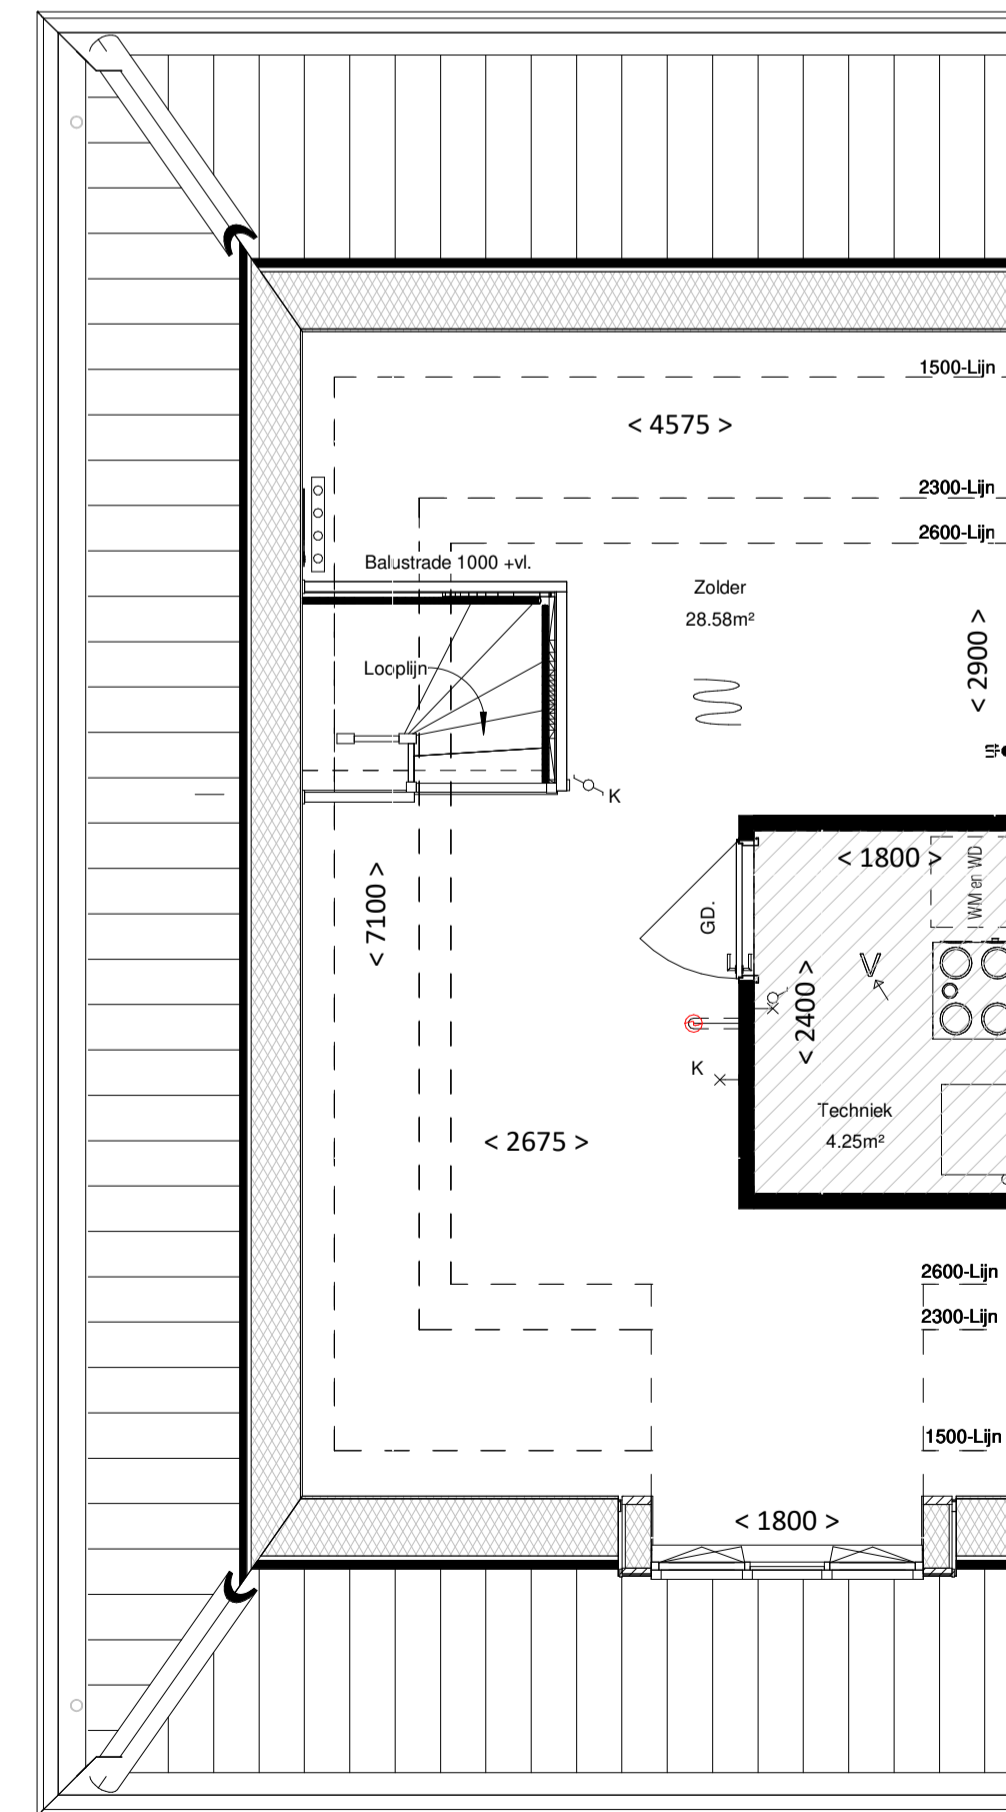 1500-Lijn
< 4575 >
2300-Lijn
2600-Lijn
Balustrade 1000 +vl.
Zolder
28.58m²
< 2900 >
Looplijn
K
< 7100 >
GD.
< 1800 >
WM en WD
V
< 2400 >
K
Techniek
4.25m²
< 2675 >
2600-Lijn
2300-Lijn
1500-Lijn
< 1800 >